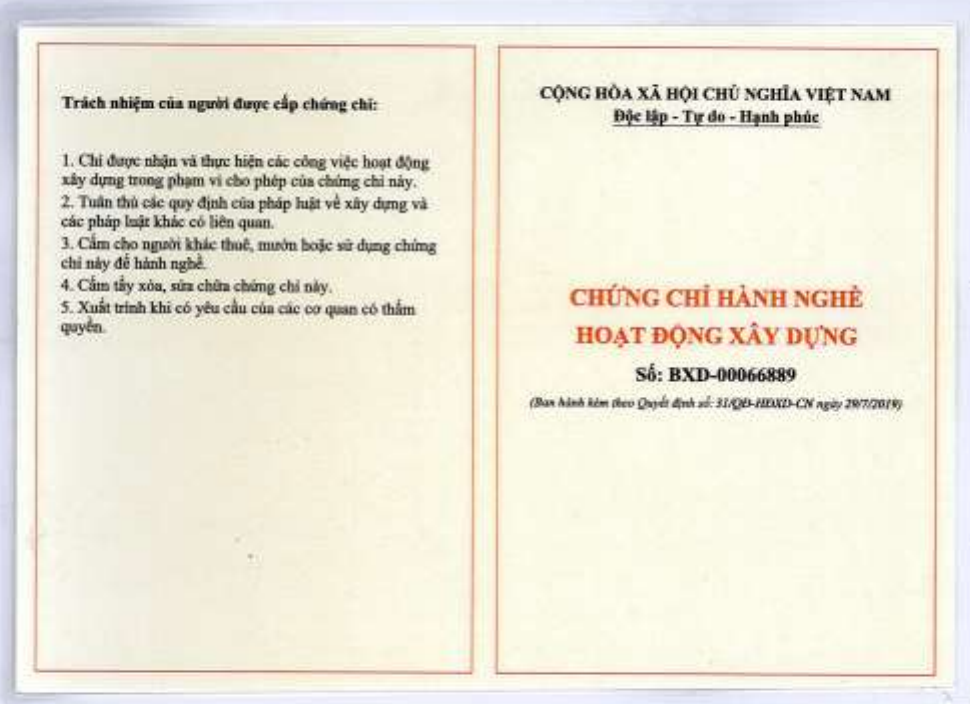 Trách nhiệm của người được cấp chứng chỉ:
1. Chỉ được nhận và thực hiện các công việc hoạt động
xây dựng trong phạm vi cho phép của chứng chỉ này.
2. Tuân thủ các quy định của pháp luật về xây dựng và
các pháp luật khác có liên quan.
3. Cấm cho người khác thuê, mướn hoặc sử dụng chứng
chỉ này để hành nghề.
4. Cấm tẩy xóa, sửa chữa chứng chỉ này.
5. Xuất trình khi có yêu cầu của các cơ quan có thẩm
quyền.
CỘNG HÒA XÃ HỘI CHỦ NGHĨA VIỆT NAM
Độc lập - Tự do - Hạnh phúc
CHỨNG CHỈ HÀNH NGHỀ
HOẠT ĐỘNG XÂY DỰNG
Số: BXD-00066889
(Ban hành kèm theo Quyết định số: 31/QĐ-HĐXD-CN ngày 29/7/2019)